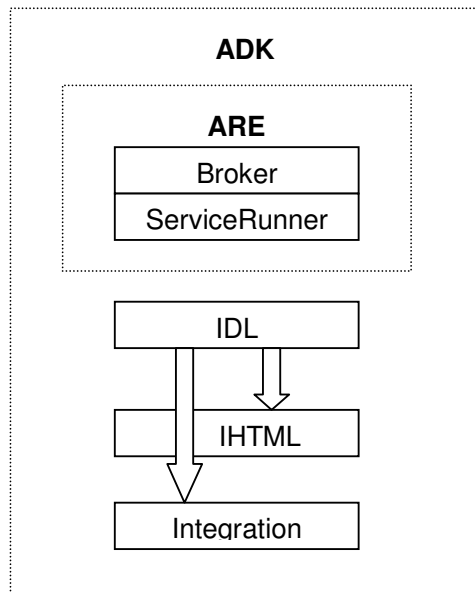 ADK
ARE
Broker
ServiceRunner
IDL
IHTML
Integration